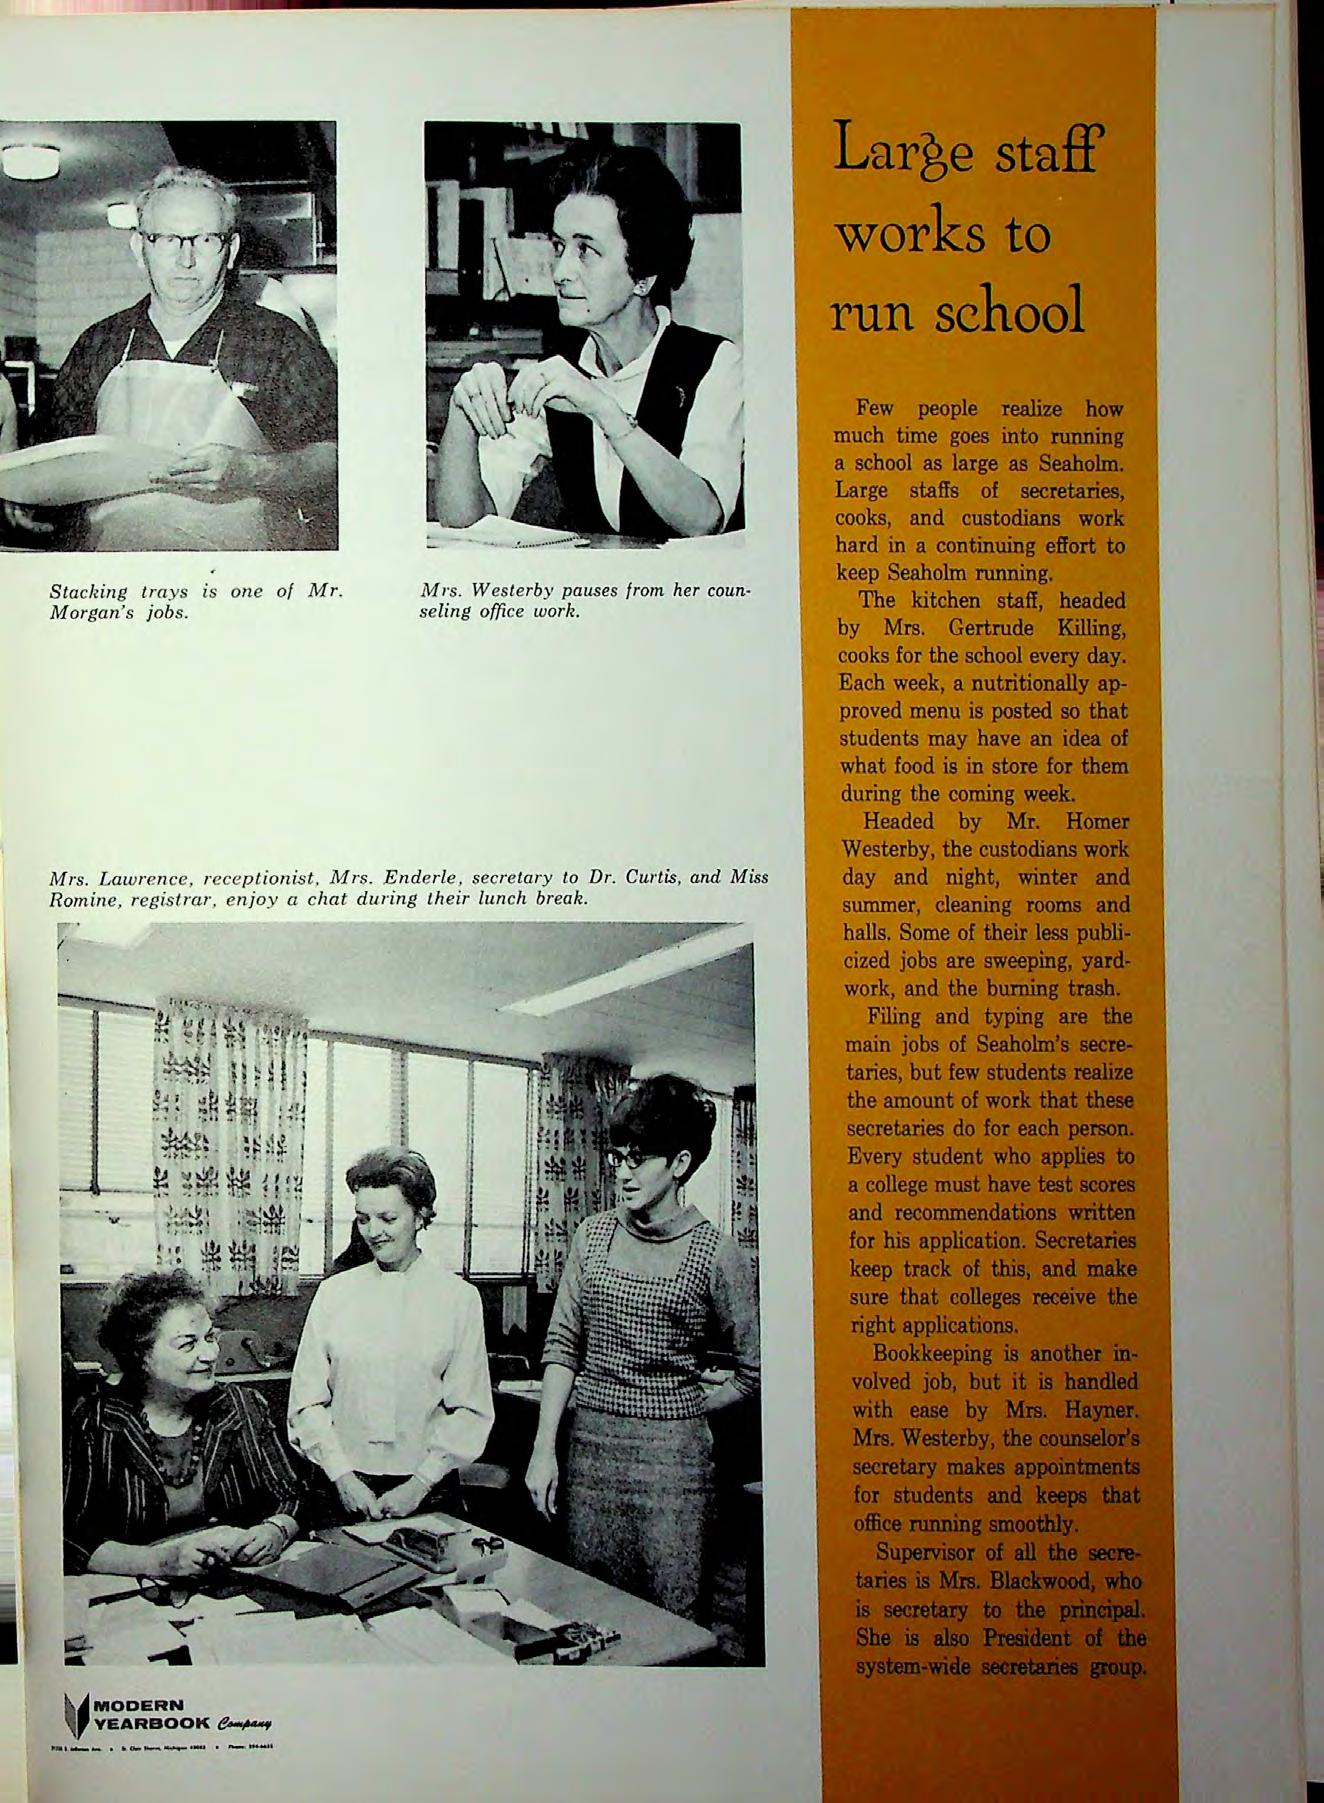 Large staff
works to
run school
Few people realize how
much time goes into running
a school as large as Seaholm.
Large staffs of secretaries,
cooks, and custodians work
hard in a continuing effort to
keep Seaholm running.
The kitchen staff, headed
by Mrs. Gertrude Killing,
cooks for the school every day.
Each week, a nutritionally ap-
proved menu is posted so that
students may have an idea of
what food is in store for them
during the coming week.
Headed by Mr. Homer
Westerby, the custodians work
day and night, winter and
summer, cleaning rooms and
halls. Some of their less publi-
cized jobs are sweeping, yard-
work, and the burning trash.
Filing and typing are the
main jobs of Seaholm's secre-
taries, but few students realize
the amount of work that these
secretaries do for each person.
Every student who applies to
a college must have test scores
and recommendations written
for his application. Secretaries
keep track of this, and make
sure that colleges receive the
right applications.
Bookkeeping is another in-
volved job, but it is handled
with ease by Mrs. Hayner.
Mrs. Westerby, the counselor's
secretary makes appointments
for students and keeps that
office running smoothly.
Supervisor of all the secre-
taries is Mrs. Blackwood, who
is secretary to the principal.
She is also President of the
system-wide secretaries group.
Stacking trays is one of Mr.
Morgan's jobs.
Mrs. Westerby pauses from her coun-
seling office work.
Mrs. Lawrence, receptionist, Mrs. Enderle, secretary to Dr. Curtis, and Miss
Romine, registrar, enjoy a chat during their lunch break.
MODERN
YEARBOOK Company
Jefferson Ave. • St. Clair Shores, Michigan • Phone: